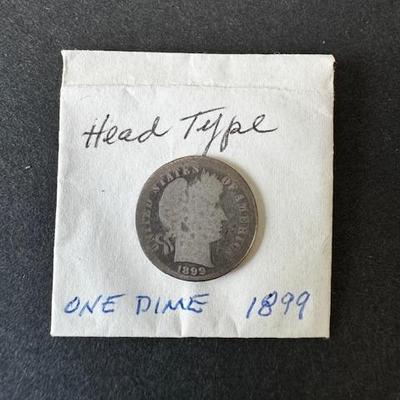 Head Type
UNITED STATES OF AMERICA
1899
ONE DIME 1899